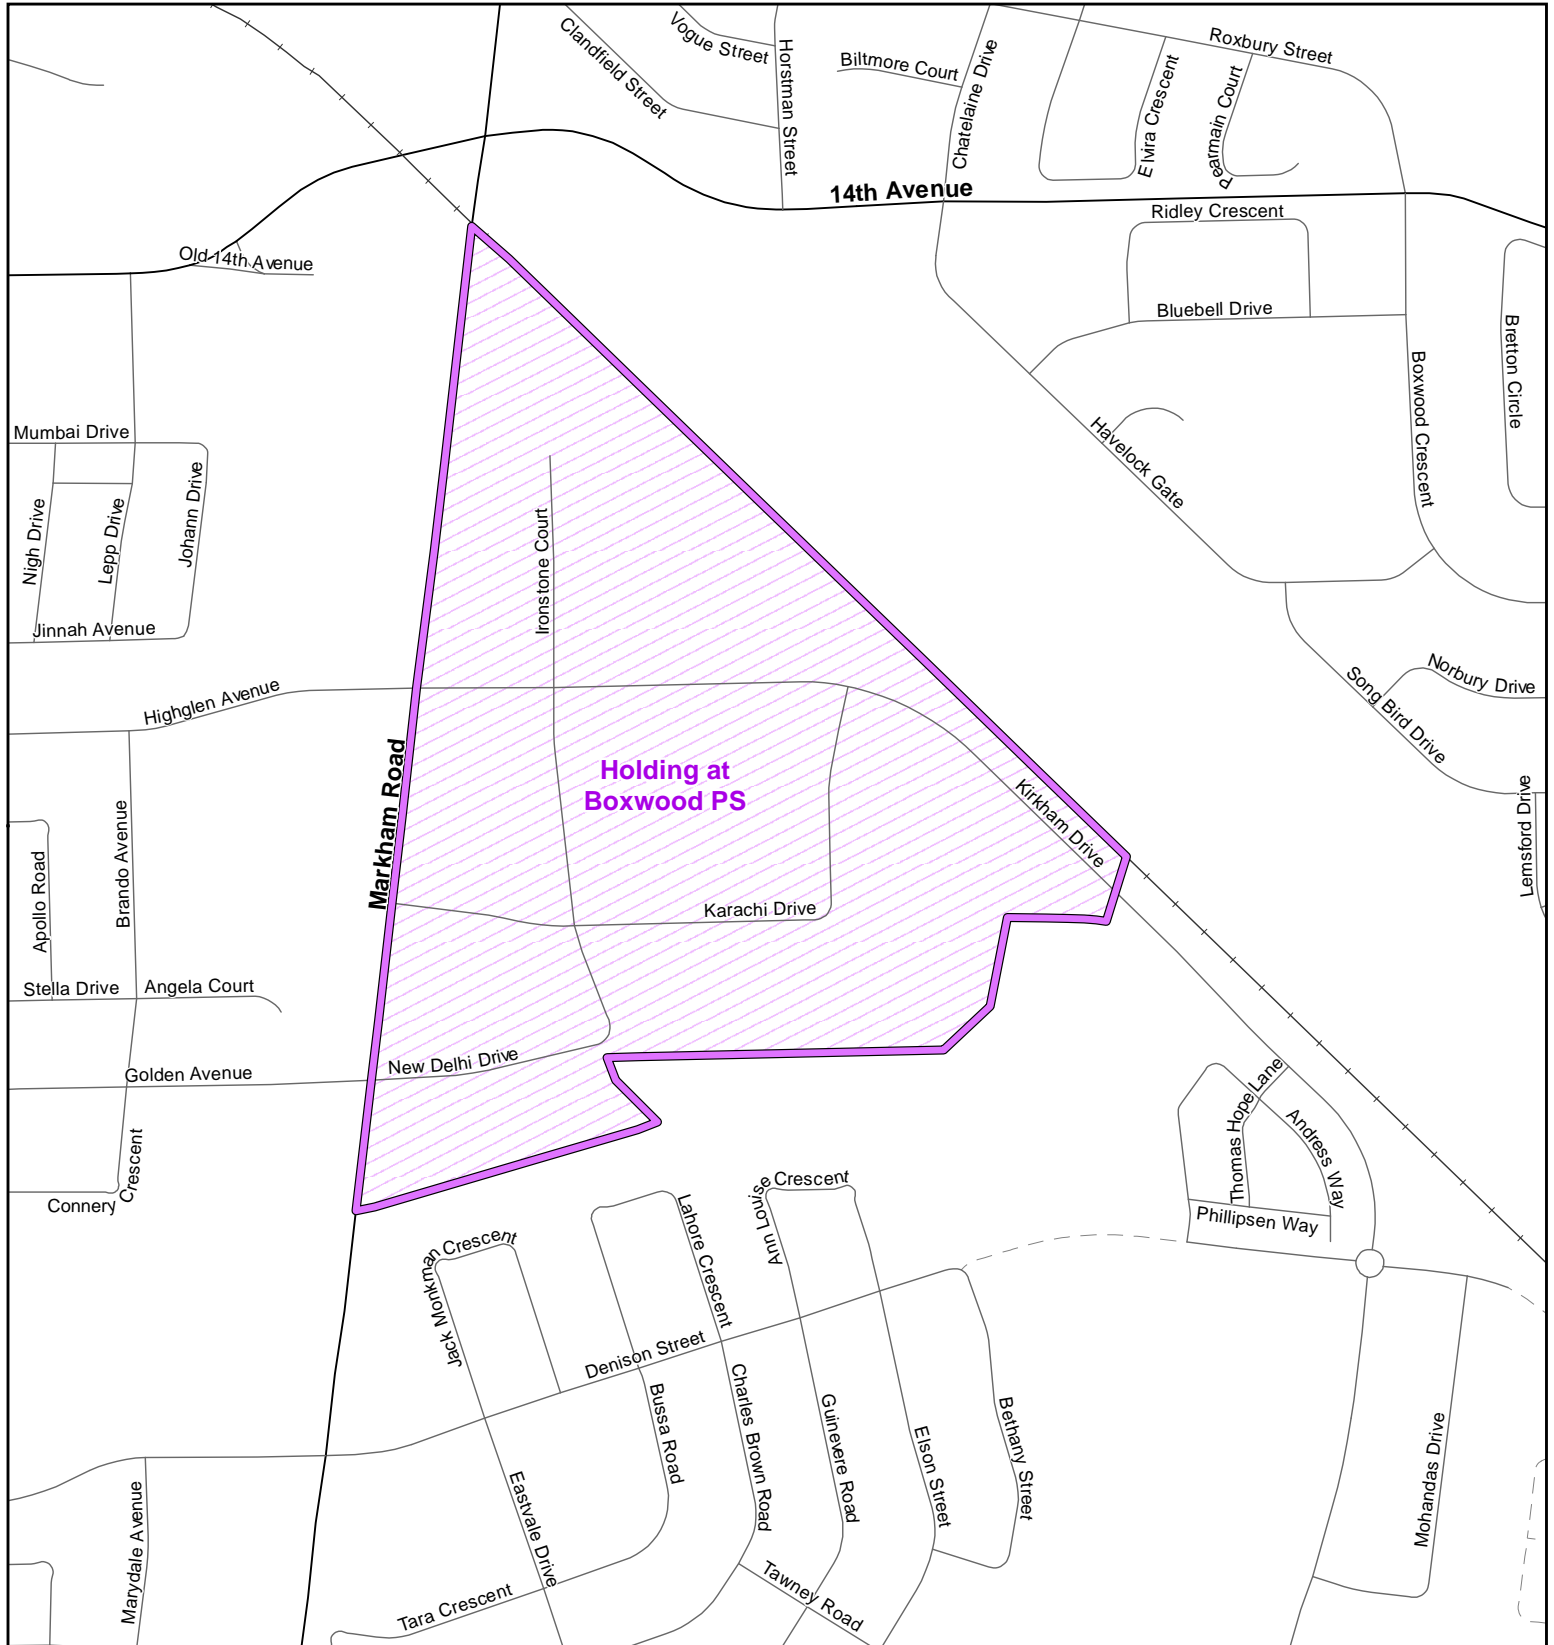 Clandfield Street
Vogue Street
Horstman Street
Biltmore Court
Chatelaine Drive
Elvira Crescent
Pearmain Court
Roxbury Street
14th Avenue
Ridley Crescent
Old 14th Avenue
Bluebell Drive
Bretton Circle
Boxwood Crescent
Mumbai Drive
Havelock Gate
Nigh Drive
Lepp Drive
Johann Drive
Ironstone Court
Jinnah Avenue
Highglen Avenue
Norbury Drive
Song Bird Drive
Markham Road
Holding at
Boxwood PS
Kirkham Drive
Lemsford Drive
Apollo Road
Brando Avenue
Karachi Drive
Stella Drive
Angela Court
New Delhi Drive
Golden Avenue
Thomas Hope Lane
Andress Way
Connery Crescent
Phillipsen Way
Ann Louise Crescent
Lahore Crescent
Jack Monkman Crescent
Denison Street
Bussa Road
Charles Brown Road
Guinevere Road
Elson Street
Bethany Street
Mohandas Drive
Eastvale Drive
Marydale Avenue
Tara Crescent
Tawney Road